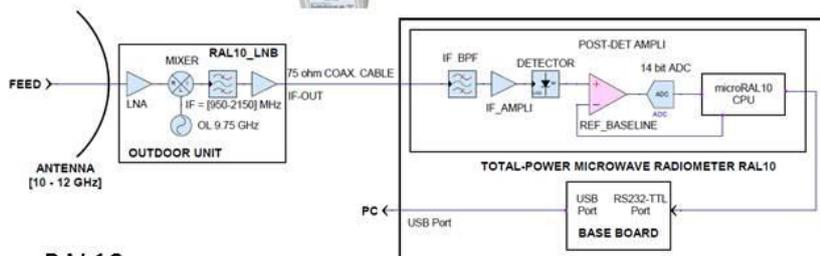 RAL10_LNB
MIXER
FEED
LNA
IF = [950-2150] MHz
OL 9.75 GHz
OUTDOOR UNIT
ANTENNA
[10 - 12 GHz]
75 ohm COAX. CABLE
IF-OUT
IF BPF
IF_AMPLI
DETECTOR
POST-DET AMPLI
+
−
REF_BASELINE
14 bit ADC
ADC
ADC
microRAL10
CPU
TOTAL-POWER MICROWAVE RADIOMETER RAL10
USB
Port
RS232-TTL
Port
BASE BOARD
PC
USB Port